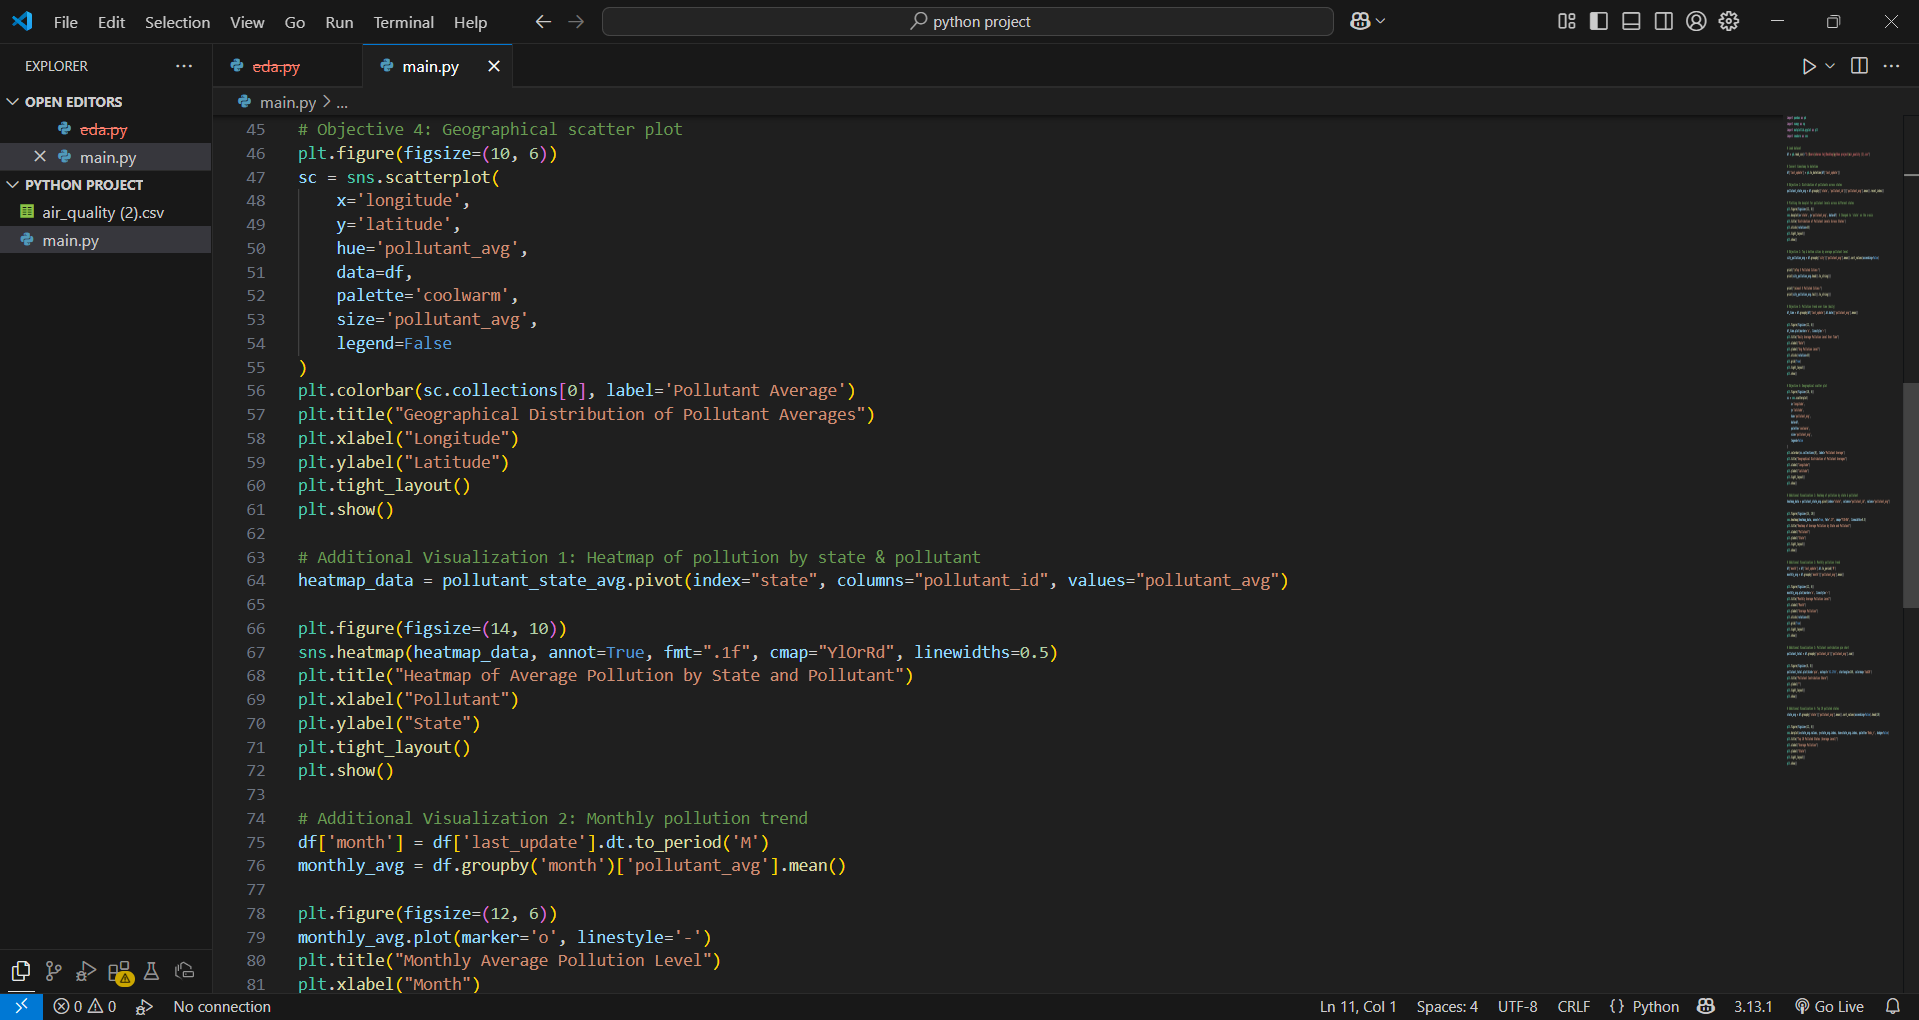 File Edit Selection View Go Run Terminal Help
python project
EXPLORER
OPEN EDITORS
eda.py
main.py
PYTHON PROJECT
air_quality (2).csv
main.py
eda.py
main.py
main.py > ...
45 # Objective 4: Geographical scatter plot
46 plt.figure(figsize=(10, 6))
47 sc = sns.scatterplot(
48     x='longitude',
49     y='latitude',
50     hue='pollutant_avg',
51     data=df,
52     palette='coolwarm',
53     size='pollutant_avg',
54     legend=False
55 )
56 plt.colorbar(sc.collections[0], label='Pollutant Average')
57 plt.title("Geographical Distribution of Pollutant Averages")
58 plt.xlabel("Longitude")
59 plt.ylabel("Latitude")
60 plt.tight_layout()
61 plt.show()
62
63 # Additional Visualization 1: Heatmap of pollution by state & pollutant
64 heatmap_data = pollutant_state_avg.pivot(index="state", columns="pollutant_id", values="pollutant_avg")
65
66 plt.figure(figsize=(14, 10))
67 sns.heatmap(heatmap_data, annot=True, fmt=".1f", cmap="YlOrRd", linewidths=0.5)
68 plt.title("Heatmap of Average Pollution by State and Pollutant")
69 plt.xlabel("Pollutant")
70 plt.ylabel("State")
71 plt.tight_layout()
72 plt.show()
73
74 # Additional Visualization 2: Monthly pollution trend
75 df['month'] = df['last_update'].dt.to_period('M')
76 monthly_avg = df.groupby('month')['pollutant_avg'].mean()
77
78 plt.figure(figsize=(12, 6))
79 monthly_avg.plot(marker='o', linestyle='-')
80 plt.title("Monthly Average Pollution Level")
81 plt.xlabel("Month")
0 0 No connection
Ln 11, Col 1 Spaces: 4 UTF-8 CRLF {} Python 3.13.1 Go Live